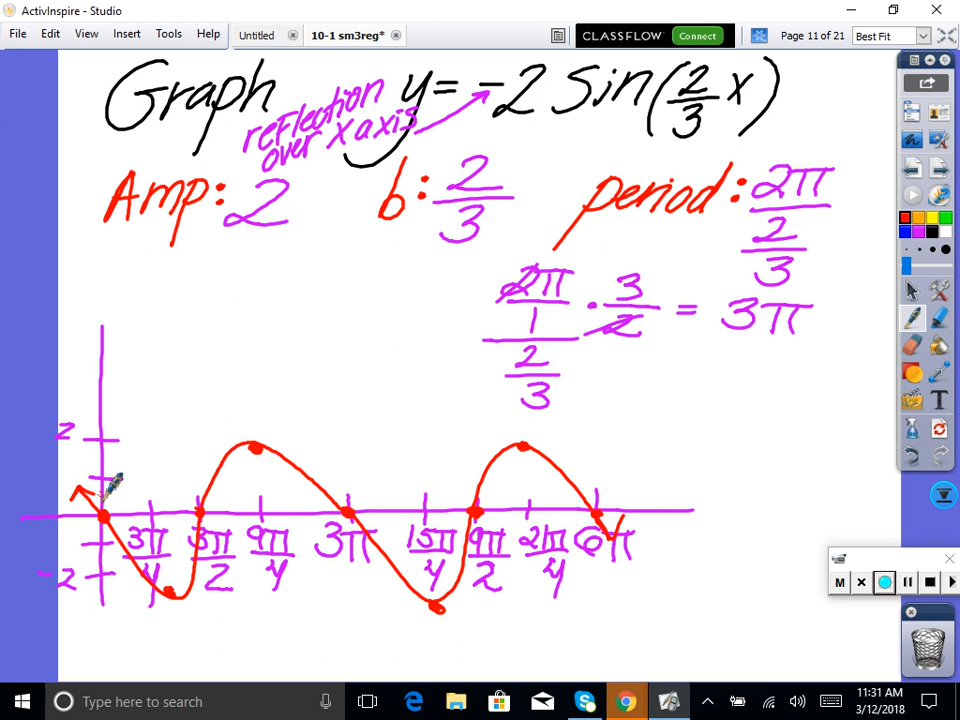 ActivInspire - Studio
File Edit View Insert Tools Help Untitled 10-1 sm3reg* CLASSFLOW Connect Page 11 of 21 Best Fit
Graph y = -2 Sin(2/3 x)
reflection
over x axis
Amp: 2 b: 2/3 period: 2π/(2/3)
(2π/1)/(2/3) · 3/2 = 3π
2
3π/4 3π/2 9π/4 3π 15π/4 9π/2 21π/4 6π
-2
M
Type here to search
11:31 AM
3/12/2018